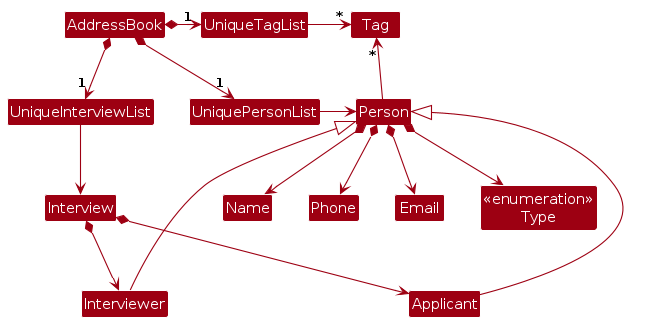 AddressBook
1
UniqueTagList
*
Tag
*
1
1
UniqueInterviewList
UniquePersonList
Person
Interview
Name
Phone
Email
«enumeration»
Type
Interviewer
Applicant